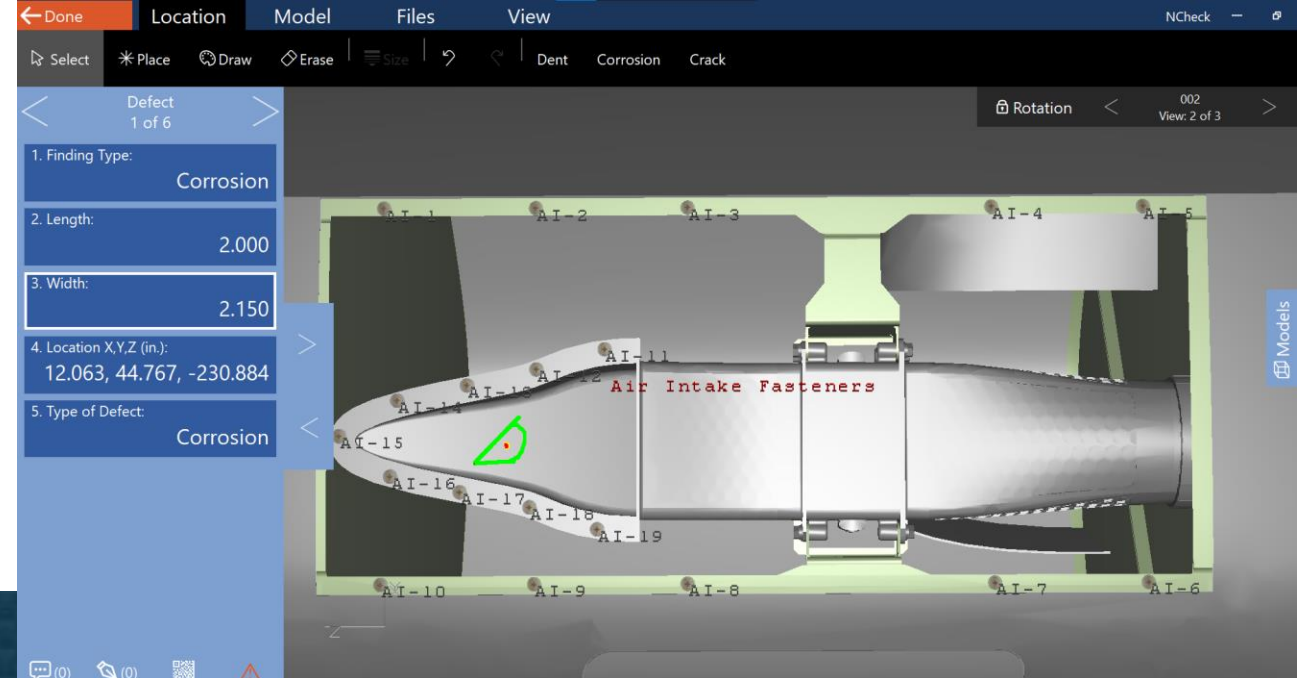 Done Location Model Files View NCheck
Select Place Draw Erase Size Dent Corrosion Crack
Defect
1 of 6
Rotation
002
View: 2 of 3
1. Finding Type:
Corrosion
2. Length:
2.000
3. Width:
2.150
4. Location X,Y,Z (in.):
12.063, 44.767, -230.884
5. Type of Defect:
Corrosion
Models
AI-1 AI-2 AI-3 AI-4 AI-5
AI-11
AI-12
Air Intake Fasteners
AI-13
AI-14
AI-15
AI-16
AI-17
AI-18
AI-19
AI-10 AI-9 AI-8 AI-7 AI-6
Z
(0) (0)